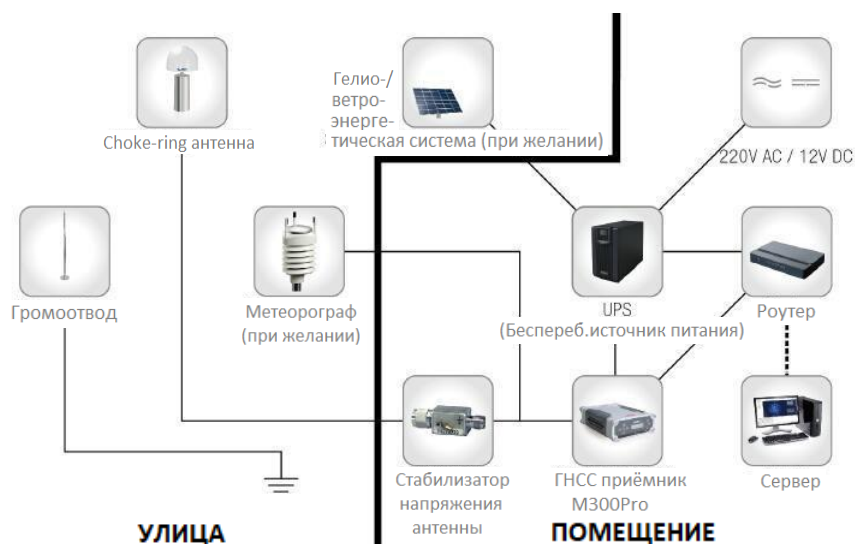 Гелио-/
ветро-
энерге-
тическая система (при желании)
Choke-ring антенна
220V AC / 12V DC
Громоотвод
Метеорограф
(при желании)
UPS
(Беспереб.источник питания)
Роутер
Стабилизатор
напряжения
антенны
ГНСС приёмник
M300Pro
Сервер
УЛИЦА
ПОМЕЩЕНИЕ